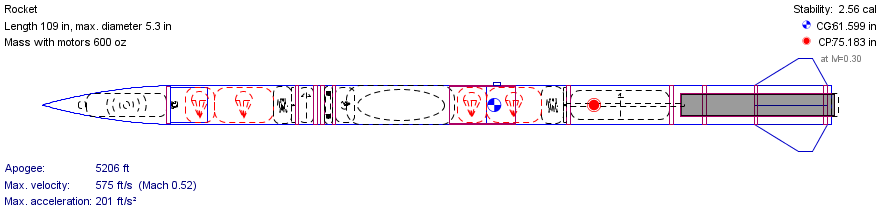 Rocket
Length 109 in, max. diameter 5.3 in
Mass with motors 600 oz
Stability: 2.56 cal
CG:61.599 in
CP:75.183 in
at M=0.30
Apogee: 5206 ft
Max. velocity: 575 ft/s (Mach 0.52)
Max. acceleration: 201 ft/s²